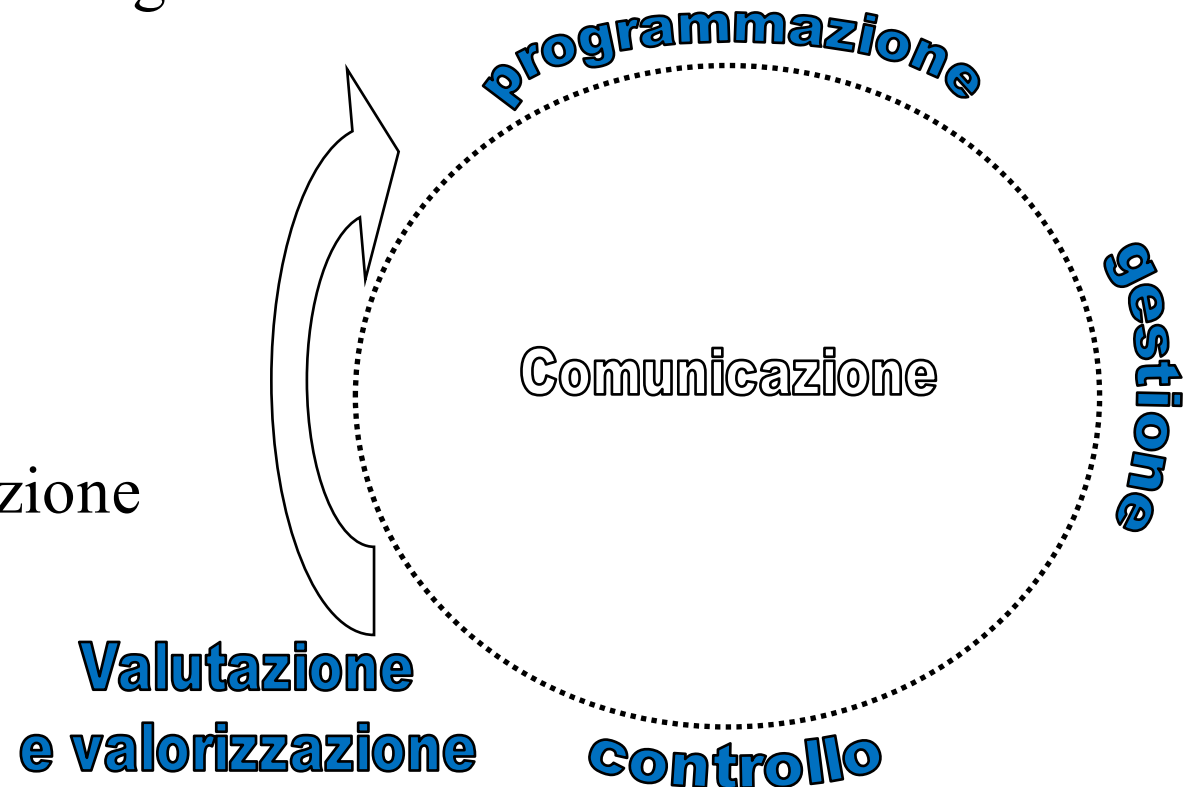 programmazione
gestione
Comunicazione
zione
Valutazione
e valorizzazione
controllo